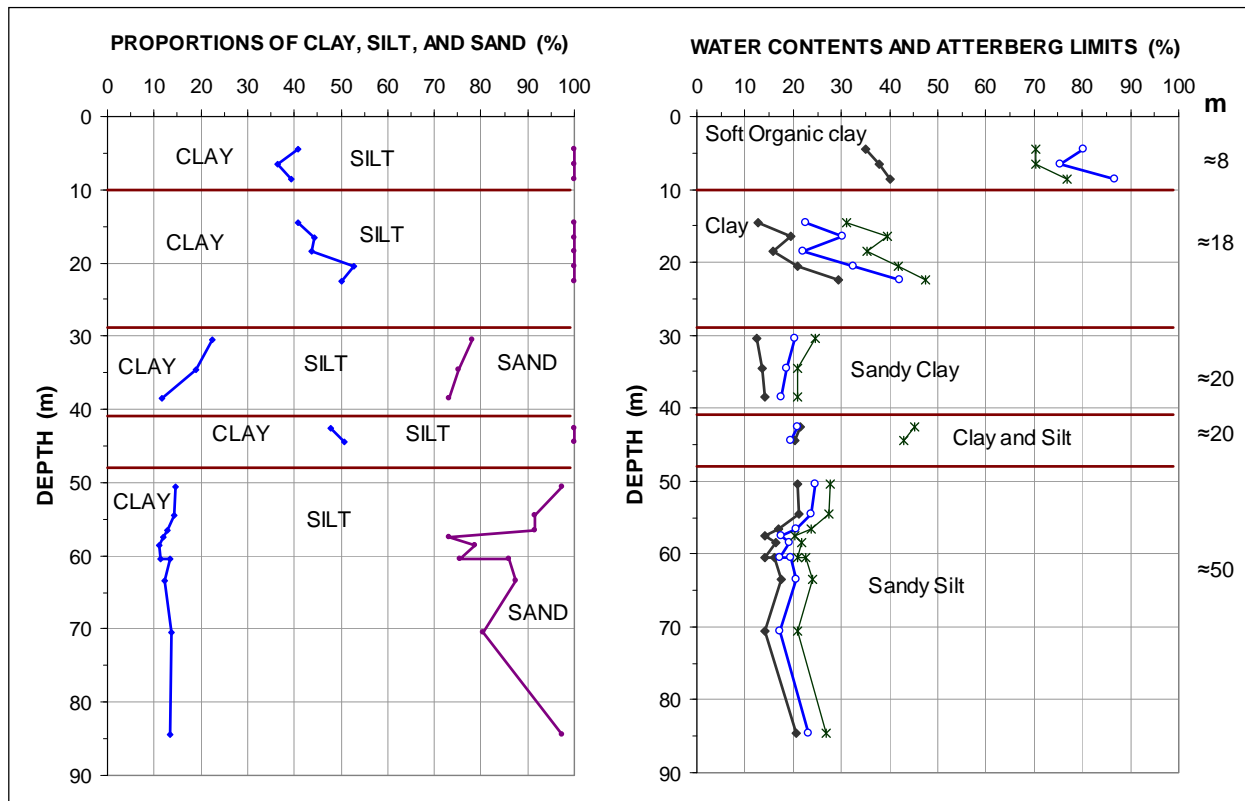 PROPORTIONS OF CLAY, SILT, AND SAND (%)
0 10 20 30 40 50 60 70 80 90 100
0
10
20
30
40
50
60
70
80
90
DEPTH (m)
CLAY SILT
CLAY SILT
CLAY SILT SAND
CLAY SILT
CLAY SILT
SAND
WATER CONTENTS AND ATTERBERG LIMITS (%)
0 10 20 30 40 50 60 70 80 90 100
0
10
20
30
40
50
60
70
80
90
DEPTH (m)
Soft Organic clay
Clay
Sandy Clay
Clay and Silt
Sandy Silt
m
≈8
≈18
≈20
≈20
≈50